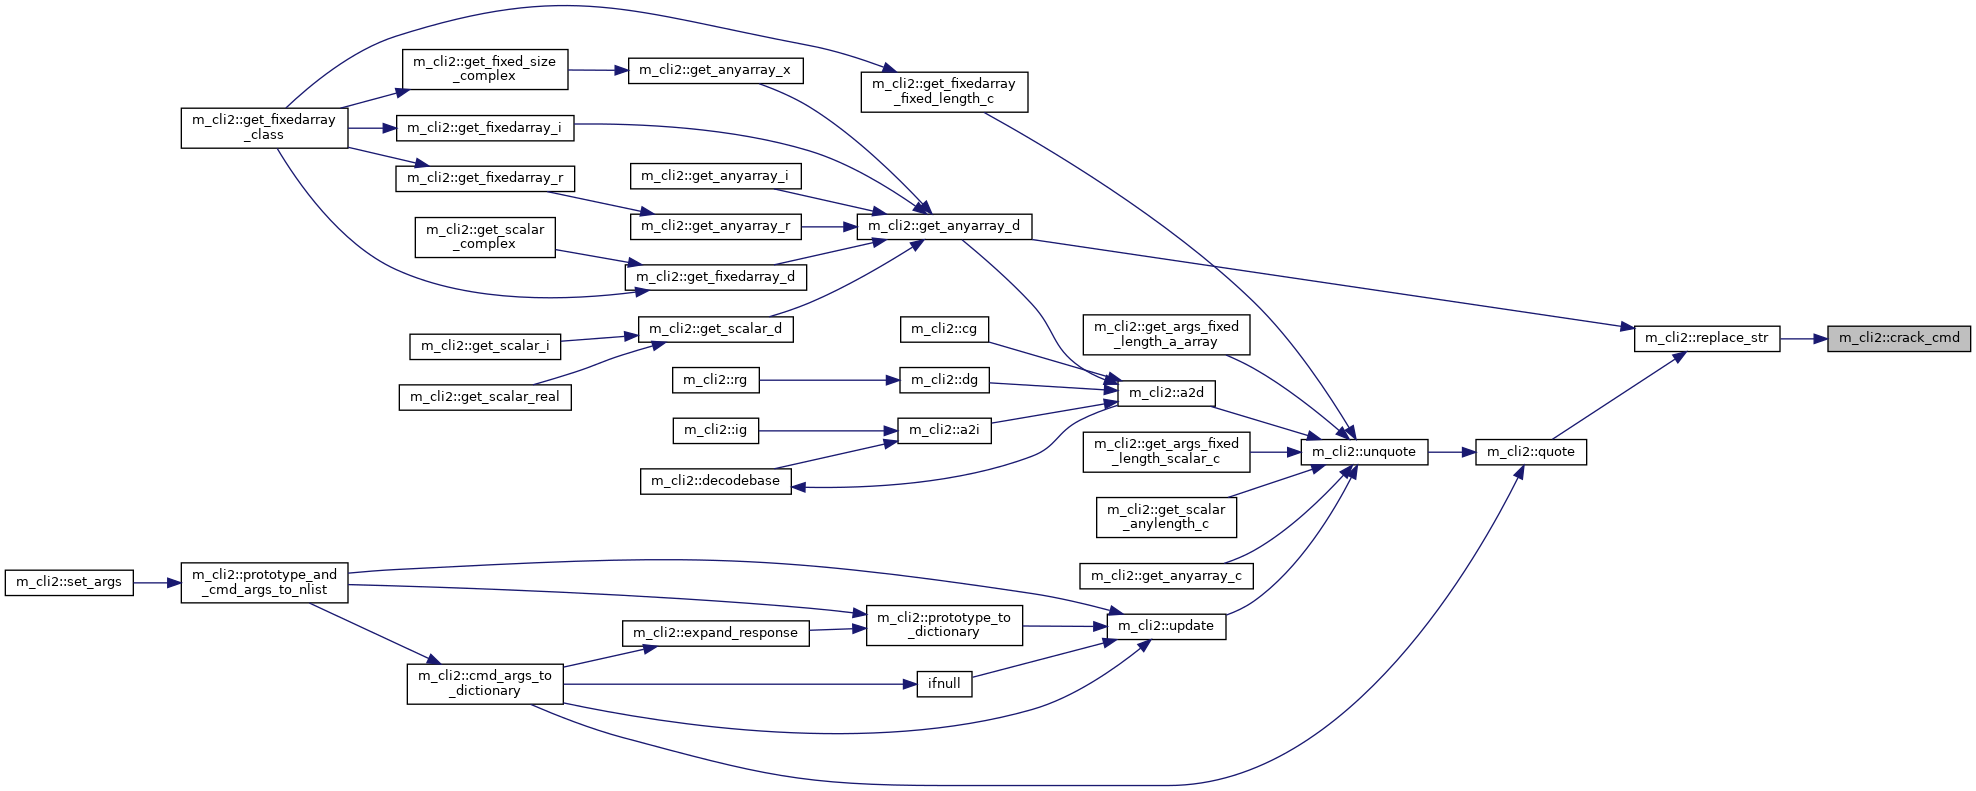 m_cli2::get_fixed_size
_complex
m_cli2::get_anyarray_x
m_cli2::get_fixedarray
_fixed_length_c
m_cli2::get_fixedarray
_class
m_cli2::get_fixedarray_i
m_cli2::get_fixedarray_r
m_cli2::get_anyarray_i
m_cli2::get_scalar
_complex
m_cli2::get_anyarray_r
m_cli2::get_anyarray_d
m_cli2::get_fixedarray_d
m_cli2::get_scalar_i
m_cli2::get_scalar_d
m_cli2::cg
m_cli2::get_args_fixed
_length_a_array
m_cli2::replace_str
m_cli2::crack_cmd
m_cli2::get_scalar_real
m_cli2::rg
m_cli2::dg
m_cli2::a2d
m_cli2::ig
m_cli2::a2i
m_cli2::get_args_fixed
_length_scalar_c
m_cli2::unquote
m_cli2::quote
m_cli2::decodebase
m_cli2::get_scalar
_anylength_c
m_cli2::set_args
m_cli2::prototype_and
_cmd_args_to_nlist
m_cli2::get_anyarray_c
m_cli2::expand_response
m_cli2::prototype_to
_dictionary
m_cli2::update
m_cli2::cmd_args_to
_dictionary
ifnull